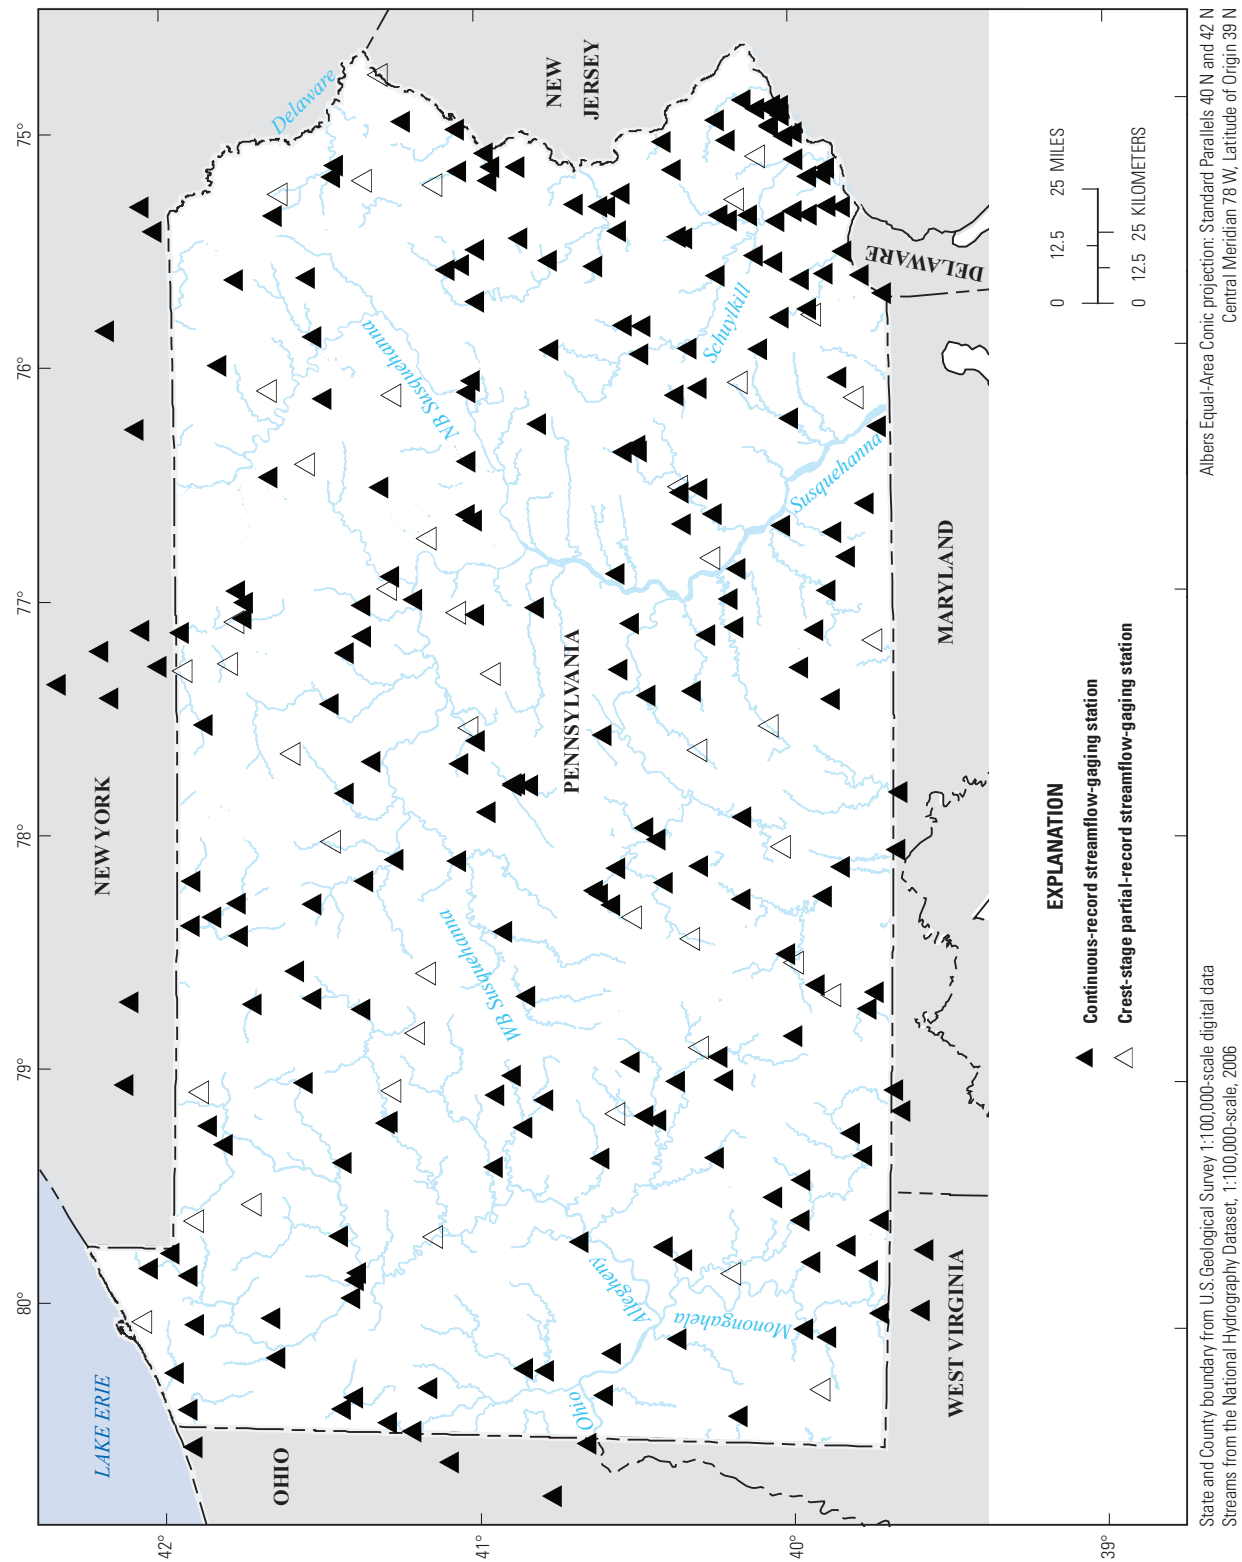 80°
79°
78°
77°
76°
75°
42°
41°
40°
39°
LAKE ERIE
NEW YORK
OHIO
PENNSYLVANIA
NEW
JERSEY
WEST VIRGINIA
MARYLAND
DELAWARE
Delaware
NB Susquehanna
WB Susquehanna
Susquehanna
Schuylkill
Allegheny
Monongahela
Ohio
EXPLANATION
Continuous-record streamflow-gaging station
Crest-stage partial-record streamflow-gaging station
0 12.5 25 MILES
0 12.5 25 KILOMETERS
State and County boundary from U.S.Geological Survey 1:100,000-scale digital data
Streams from the National Hydrography Dataset, 1:100,000-scale, 2006
Albers Equal-Area Conic projection: Standard Parallels 40 N and 42 N
Central Meridian 78 W, Latitude of Origin 39 N